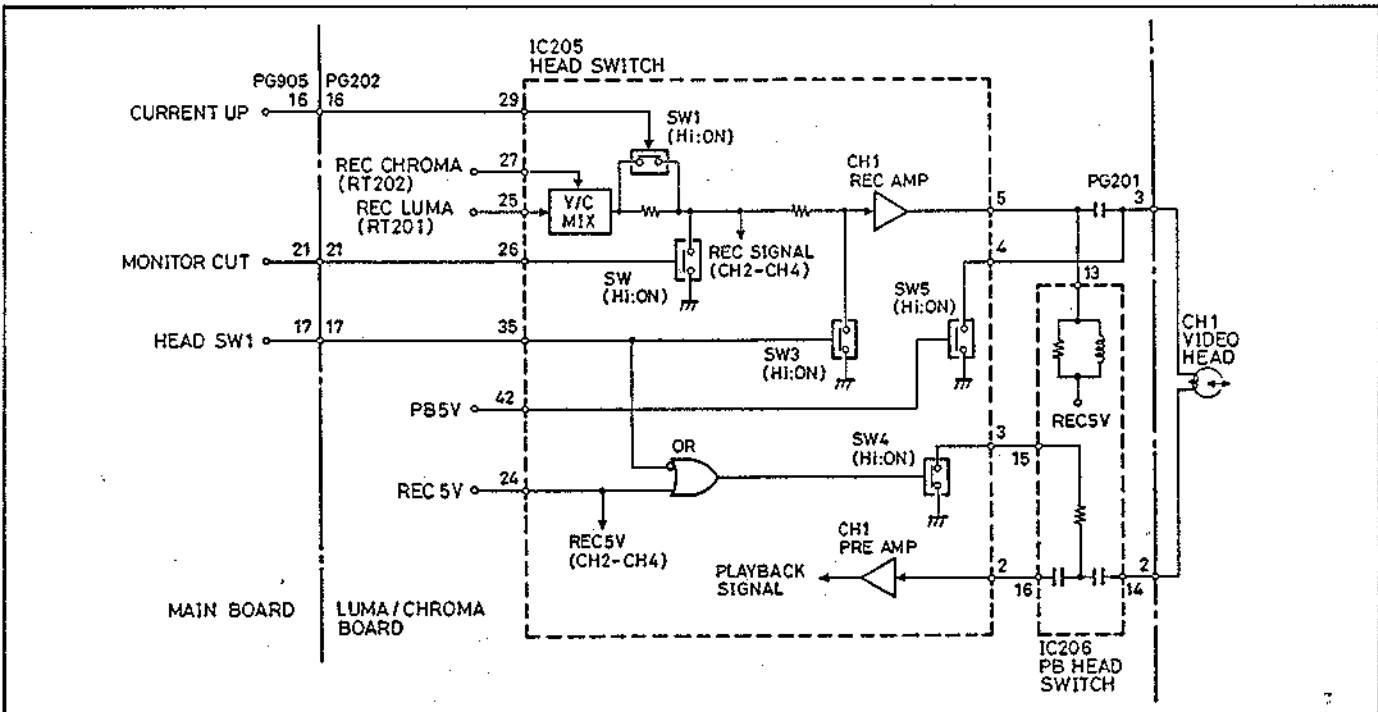 IC205
HEAD SWITCH
PG905 PG202
CURRENT UP 16 16 29
SW1
(Hi:ON)
REC CHROMA 27
(RT202)
CH1
REC AMP
REC LUMA 25
(RT201)
Y/C
MIX
5 PG201 3
REC SIGNAL
(CH2-CH4)
4
MONITOR CUT 21 21 26
SW
(Hi:ON)
13
SW5
(Hi:ON)
HEAD SW1 17 17 35
SW3
(Hi:ON)
CH1
VIDEO
HEAD
PB5V 42
REC5V
OR
SW4
(Hi:ON)
3
15
REC 5V 24
REC5V
(CH2-CH4)
CH1
PRE AMP
PLAYBACK
SIGNAL
2 2
16 14
MAIN BOARD
LUMA/CHROMA
BOARD
IC206
PB HEAD
SWITCH